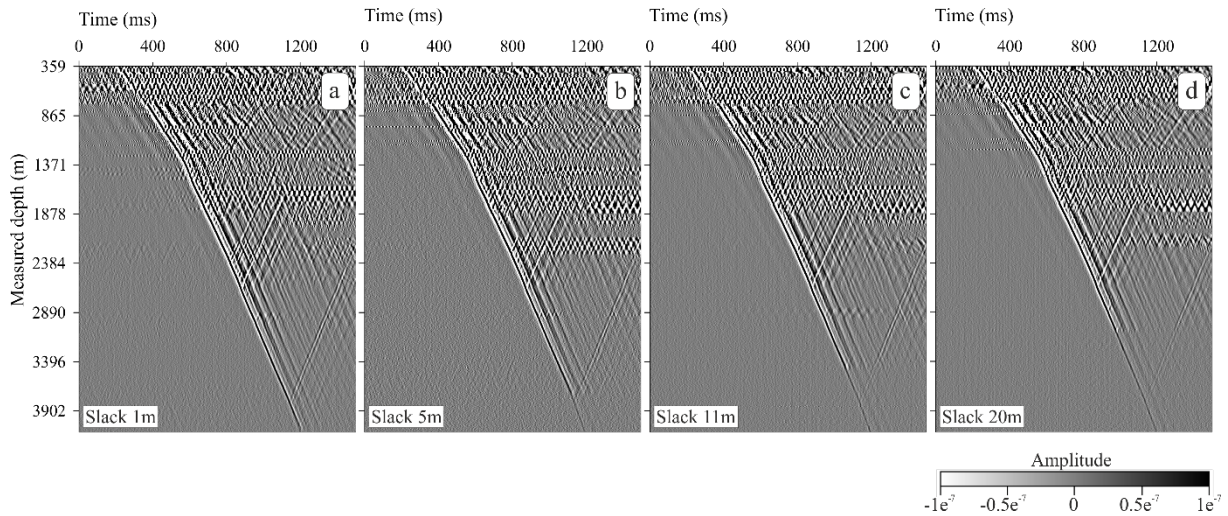 Time (ms) Time (ms) Time (ms) Time (ms)
0 400 800 1200 0 400 800 1200 0 400 800 1200 0 400 800 1200
359
a b c d
865
1371
1878
Measured depth (m)
2384
2890
3396
3902
Slack 1m Slack 5m Slack 11m Slack 20m
Amplitude
-1e⁻⁷ -0.5e⁻⁷ 0 0.5e⁻⁷ 1e⁻⁷